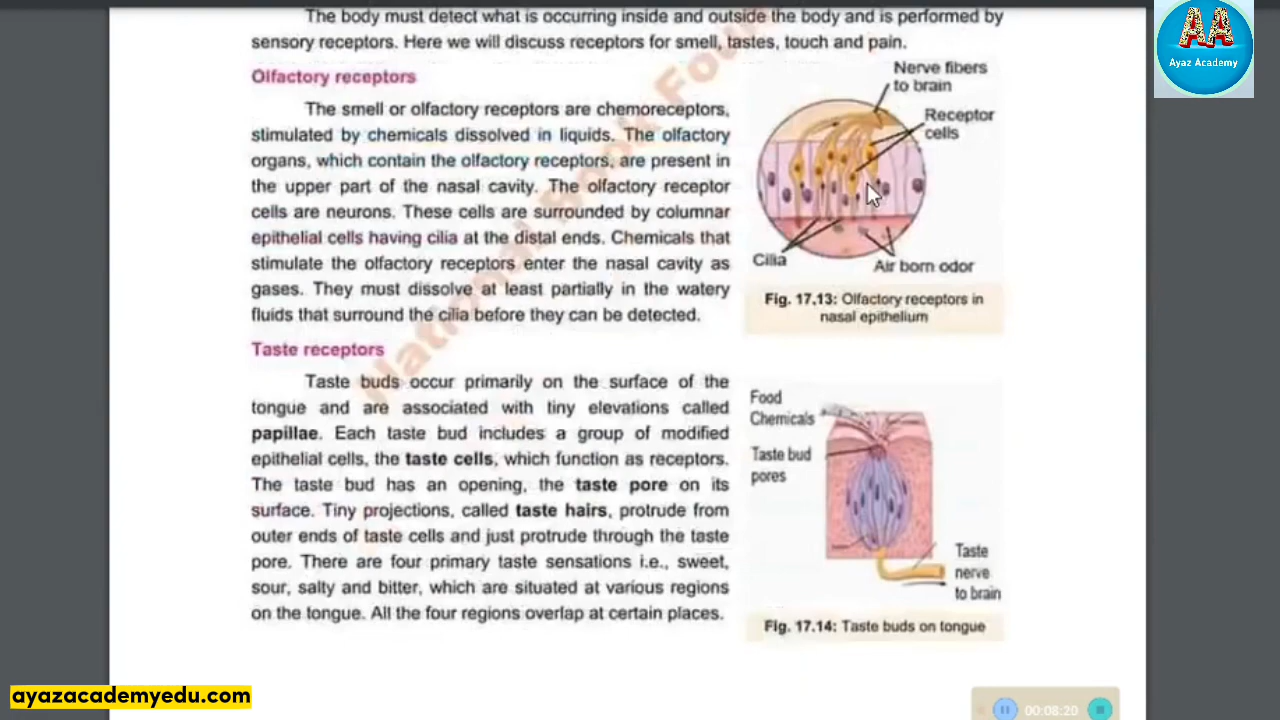 The body must detect what is occurring inside and outside the body and is performed by
sensory receptors. Here we will discuss receptors for smell, tastes, touch and pain.
AA
Ayaz Academy
Olfactory receptors
The smell or olfactory receptors are chemoreceptors,
stimulated by chemicals dissolved in liquids. The olfactory
organs, which contain the olfactory receptors, are present in
the upper part of the nasal cavity. The olfactory receptor
cells are neurons. These cells are surrounded by columnar
epithelial cells having cilia at the distal ends. Chemicals that
stimulate the olfactory receptors enter the nasal cavity as
gases. They must dissolve at least partially in the watery
fluids that surround the cilia before they can be detected.
Nerve fibers
to brain
Receptor
cells
Cilia
Air born odor
Fig. 17.13: Olfactory receptors in
nasal epithelium
Taste receptors
Taste buds occur primarily on the surface of the
tongue and are associated with tiny elevations called
papillae. Each taste bud includes a group of modified
epithelial cells, the taste cells, which function as receptors.
The taste bud has an opening, the taste pore on its
surface. Tiny projections, called taste hairs, protrude from
outer ends of taste cells and just protrude through the taste
pore. There are four primary taste sensations i.e., sweet,
sour, salty and bitter, which are situated at various regions
on the tongue. All the four regions overlap at certain places.
Food
Chemicals
Taste bud
pores
Taste
nerve
to brain
Fig. 17.14: Taste buds on tongue
National Book Foun
ayazacademyedu.com
00:08:20